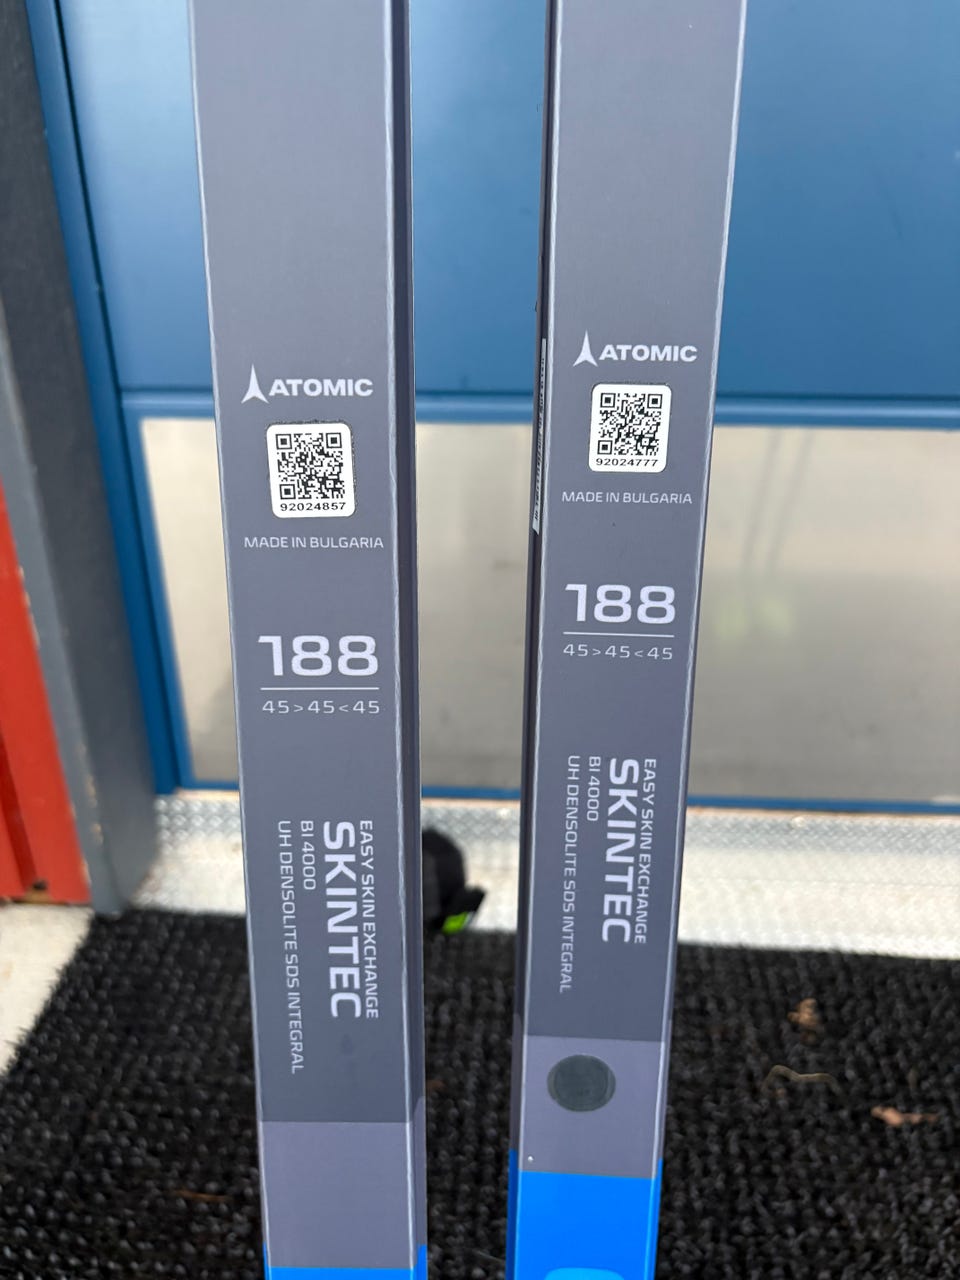 ATOMIC
92024857
MADE IN BULGARIA
188
45>45<45
EASY SKIN EXCHANGE
SKINTEC
BI 4000
UH DENSOLITE SDS INTEGRAL
ATOMIC
92024777
MADE IN BULGARIA
188
45>45<45
EASY SKIN EXCHANGE
SKINTEC
BI 4000
UH DENSOLITE SDS INTEGRAL